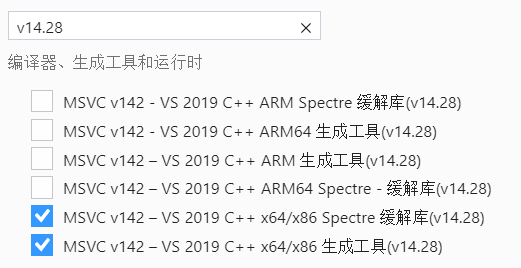 v14.28
编译器、生成工具和运行时
MSVC v142 - VS 2019 C++ ARM Spectre 缓解库(v14.28)
MSVC v142 - VS 2019 C++ ARM64 生成工具(v14.28)
MSVC v142 – VS 2019 C++ ARM 生成工具(v14.28)
MSVC v142 – VS 2019 C++ ARM64 Spectre - 缓解库(v14.28)
MSVC v142 – VS 2019 C++ x64/x86 Spectre 缓解库(v14.28)
MSVC v142 – VS 2019 C++ x64/x86 生成工具(v14.28)